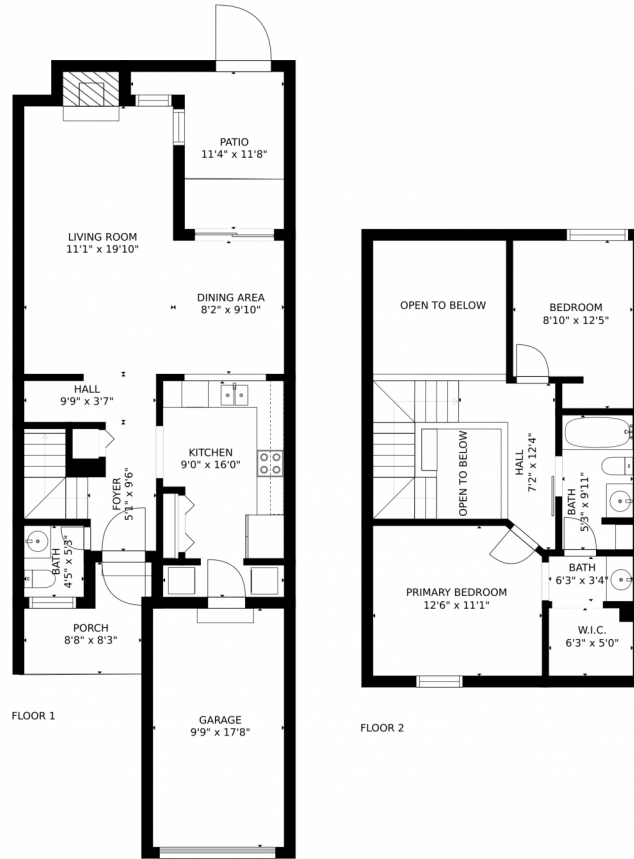 PATIO
11'4" x 11'8"
LIVING ROOM
11'1" x 19'10"
DINING AREA
8'2" x 9'10"
HALL
9'9" x 3'7"
KITCHEN
9'0" x 16'0"
FOYER
5'1" x 9'6"
BATH
4'5" x 5'3"
PORCH
8'8" x 8'3"
GARAGE
9'9" x 17'8"
FLOOR 1
OPEN TO BELOW
BEDROOM
8'10" x 12'5"
OPEN TO BELOW
HALL
7'2" x 12'4"
BATH
5'3" x 9'11"
PRIMARY BEDROOM
12'6" x 11'1"
BATH
6'3" x 3'4"
W.I.C.
6'3" x 5'0"
FLOOR 2